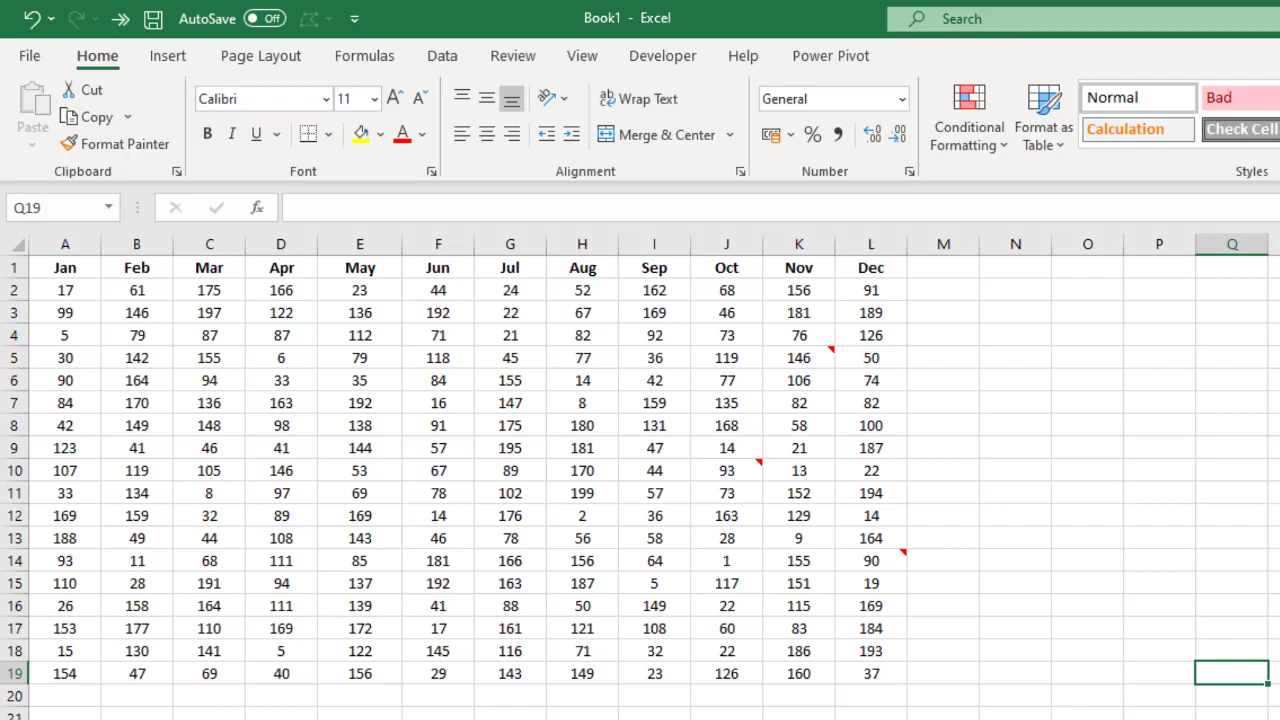 AutoSave Off Book1 - Excel Search
File Home Insert Page Layout Formulas Data Review View Developer Help Power Pivot
Paste
Cut
Copy
Format Painter
Clipboard
Calibri 11
B I U A
Font
ab Wrap Text
Merge & Center
Alignment
General
% .00 .00
Number
Conditional Formatting
Format as Table
Normal Bad
Calculation Check Cell
Styles
Q19 fx
A B C D E F G H I J K L M N O P Q
1 Jan Feb Mar Apr May Jun Jul Aug Sep Oct Nov Dec
2 17 61 175 166 23 44 24 52 162 68 156 91
3 99 146 197 122 136 192 22 67 169 46 181 189
4 5 79 87 87 112 71 21 82 92 73 76 126
5 30 142 155 6 79 118 45 77 36 119 146 50
6 90 164 94 33 35 84 155 14 42 77 106 74
7 84 170 136 163 192 16 147 8 159 135 82 82
8 42 149 148 98 138 91 175 180 131 168 58 100
9 123 41 46 41 144 57 195 181 47 14 21 187
10 107 119 105 146 53 67 89 170 44 93 13 22
11 33 134 8 97 69 78 102 199 57 73 152 194
12 169 159 32 89 169 14 176 2 36 163 129 14
13 188 49 44 108 143 46 78 56 58 28 9 164
14 93 11 68 111 85 181 166 156 64 1 155 90
15 110 28 191 94 137 192 163 187 5 117 151 19
16 26 158 164 111 139 41 88 50 149 22 115 169
17 153 177 110 169 172 17 161 121 108 60 83 184
18 15 130 141 5 122 145 116 71 32 22 186 193
19 154 47 69 40 156 29 143 149 23 126 160 37
20
21